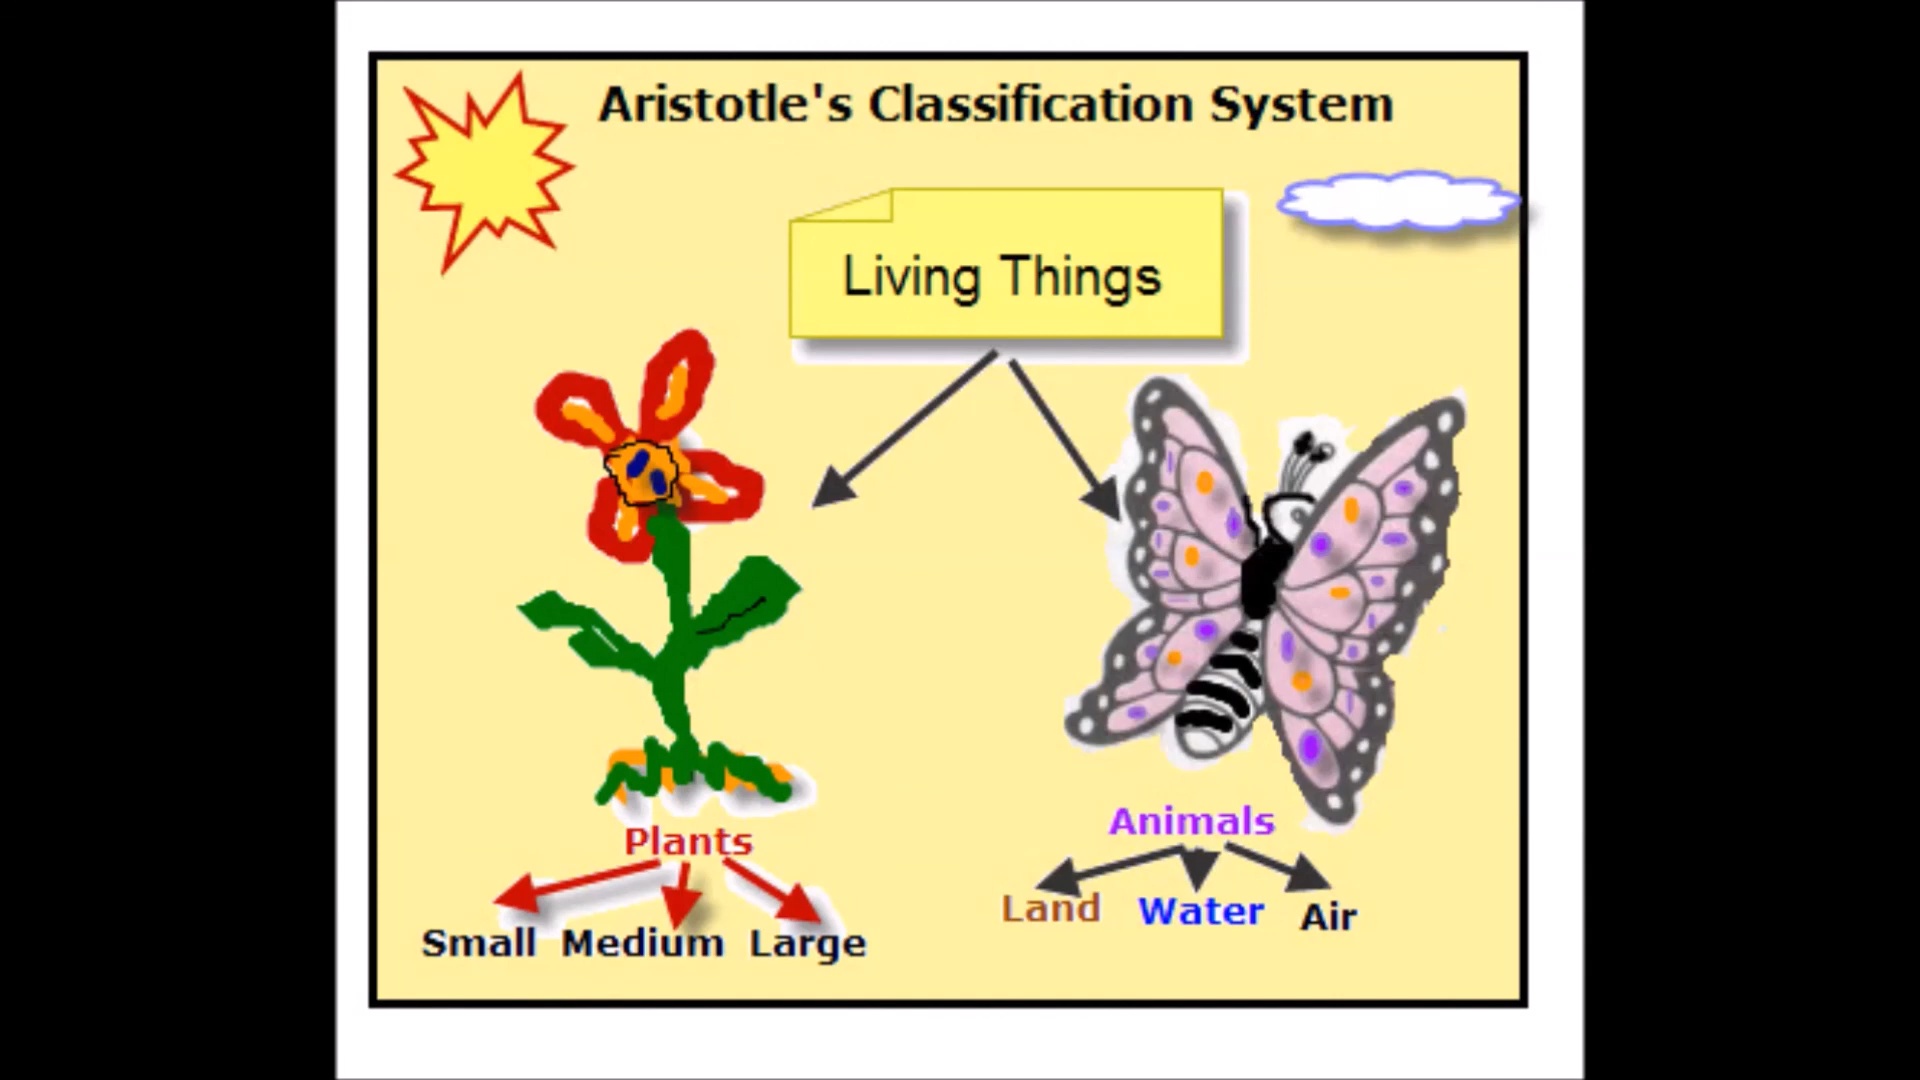 Aristotle's Classification System
Living Things
Plants
Small Medium Large
Animals
Land Water Air